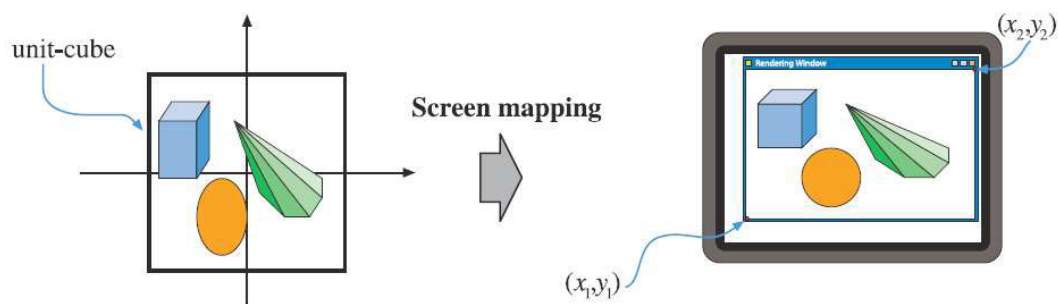 unit-cube
Screen mapping
(x₂,y₂)
Rendering Window
(x₁,y₁)